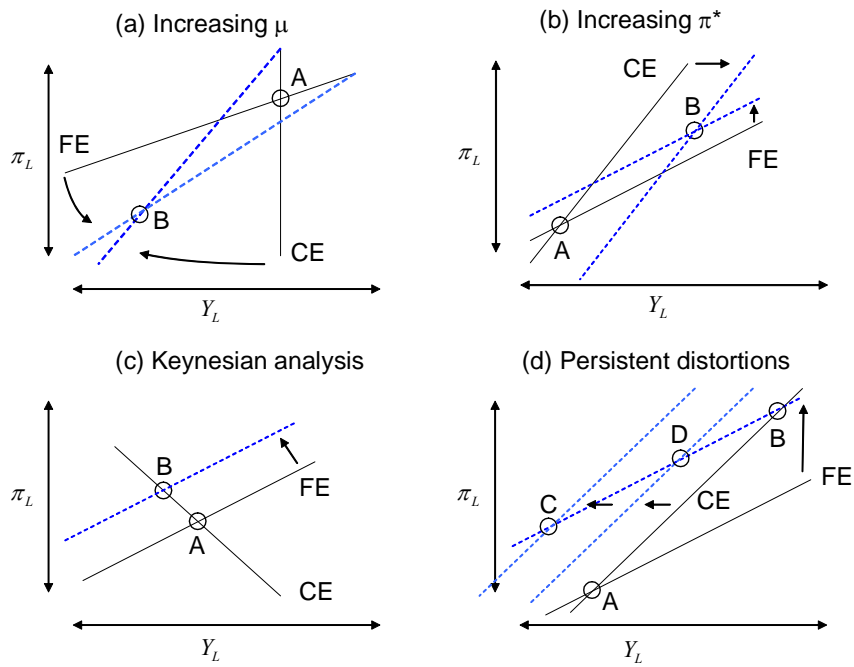 (a) Increasing μ
A
FE
π_L
B
CE
Y_L
(b) Increasing π*
CE
B
π_L
FE
A
Y_L
(c) Keynesian analysis
B
FE
π_L
A
CE
Y_L
(d) Persistent distortions
D
B
π_L
C
CE
FE
A
Y_L